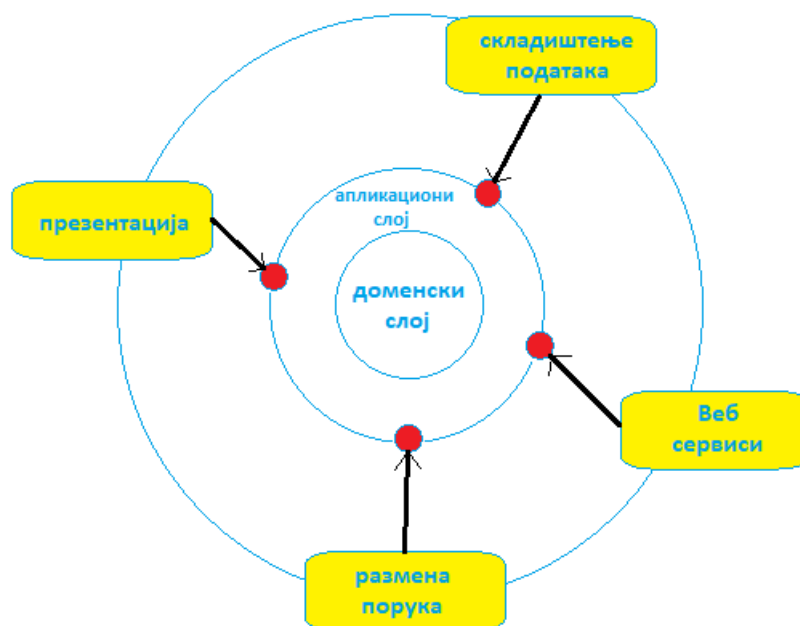 складиштење
података
апликациони
слој
презентација
доменски
слој
Веб
сервиси
размена
порука